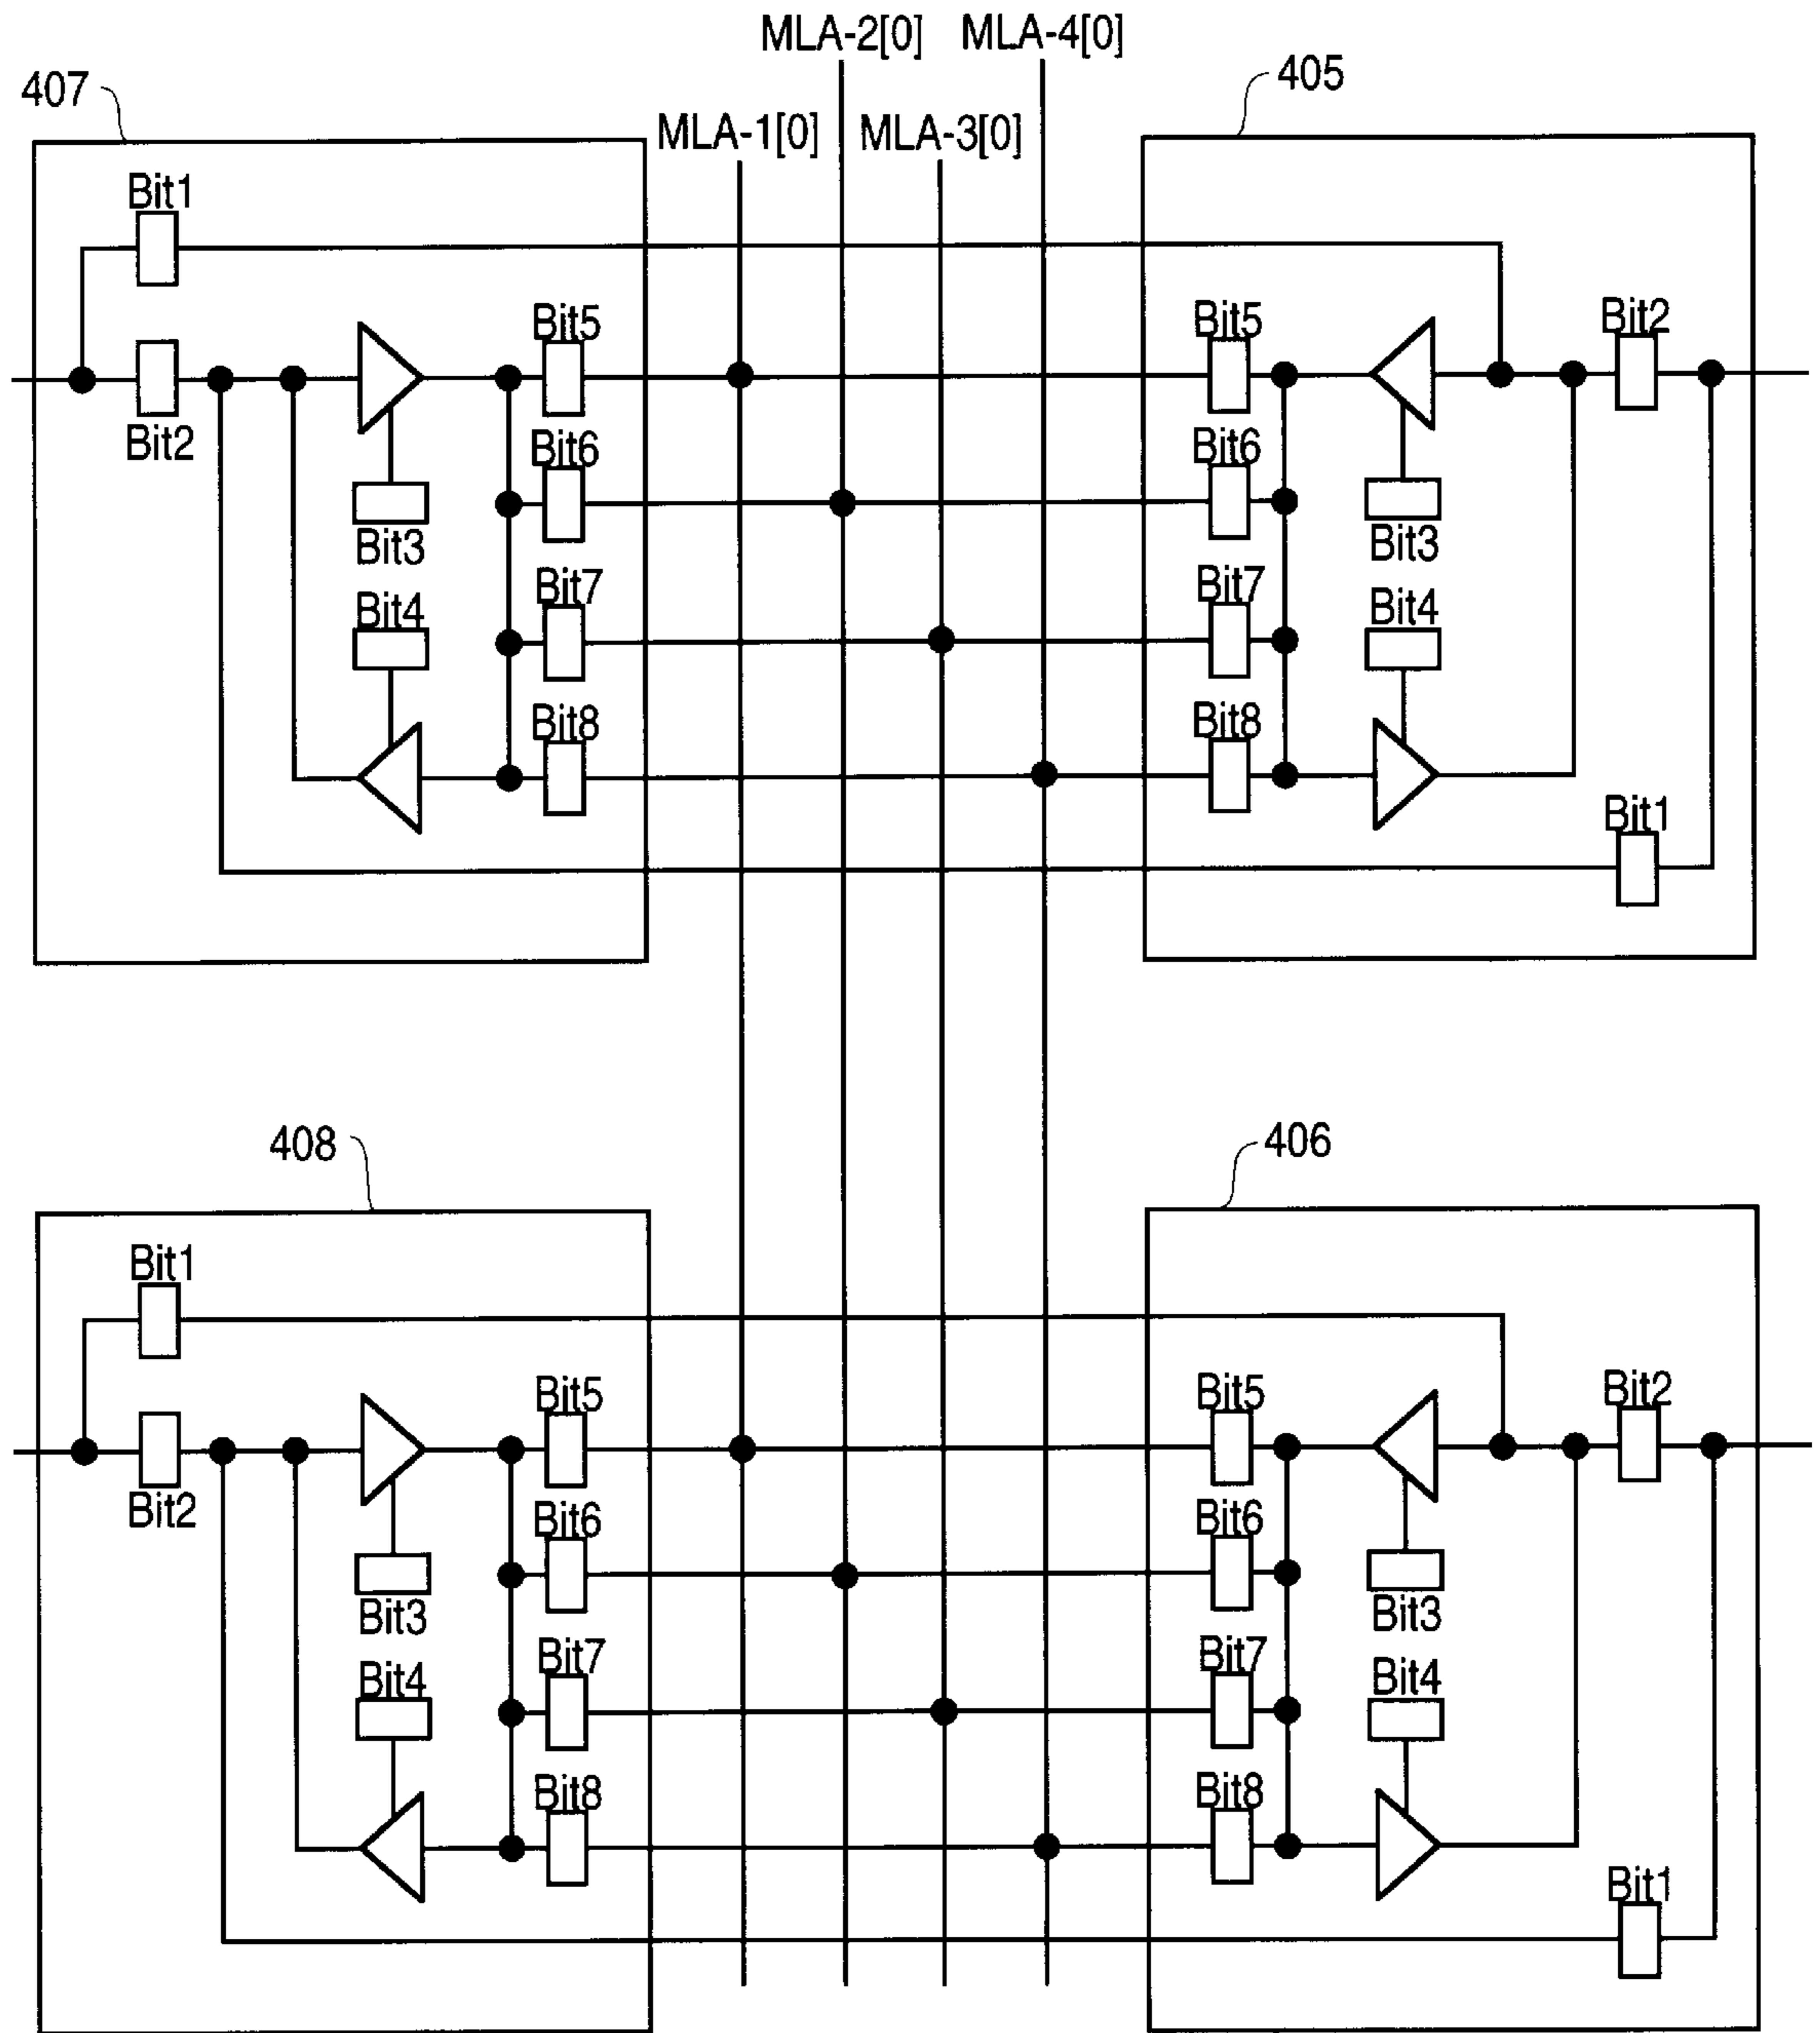 MLA-2[0] MLA-4[0]
407
405
MLA-1[0] MLA-3[0]
Bit1
Bit5
Bit5
Bit2
Bit2
Bit6
Bit6
Bit3
Bit3
Bit7
Bit7
Bit4
Bit4
Bit8
Bit8
Bit1
408
406
Bit1
Bit5
Bit5
Bit2
Bit2
Bit6
Bit6
Bit3
Bit3
Bit7
Bit7
Bit4
Bit4
Bit8
Bit8
Bit1